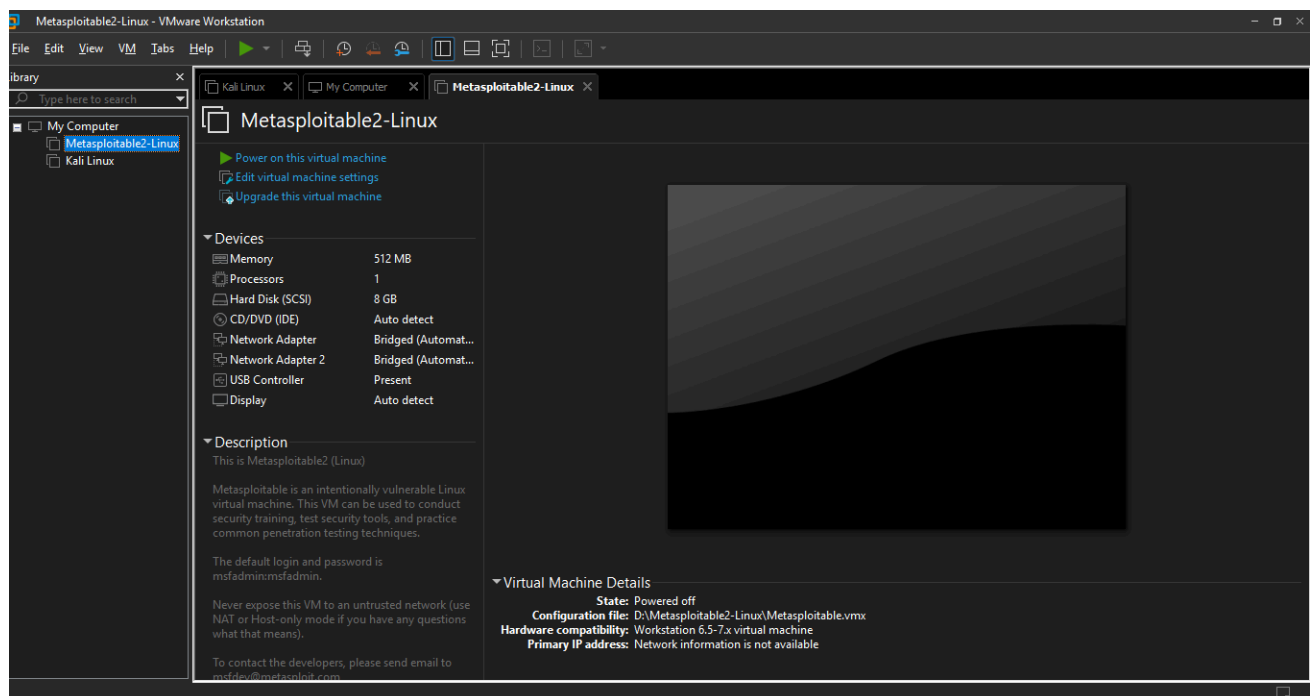 Metasploitable2-Linux - VMware Workstation
File Edit View VM Tabs Help
ibrary
Type here to search
My Computer
Metasploitable2-Linux
Kali Linux
Kali Linux
My Computer
Metasploitable2-Linux
Metasploitable2-Linux
Power on this virtual machine
Edit virtual machine settings
Upgrade this virtual machine
Devices
Memory 512 MB
Processors 1
Hard Disk (SCSI) 8 GB
CD/DVD (IDE) Auto detect
Network Adapter Bridged (Automat...
Network Adapter 2 Bridged (Automat...
USB Controller Present
Display Auto detect
Description
This is Metasploitable2 (Linux)
Metasploitable is an intentionally vulnerable Linux
virtual machine. This VM can be used to conduct
security training, test security tools, and practice
common penetration testing techniques.
The default login and password is
msfadmin:msfadmin.
Never expose this VM to an untrusted network (use
NAT or Host-only mode if you have any questions
what that means).
To contact the developers, please send email to
msfdev@metasploit.com
Virtual Machine Details
State: Powered off
Configuration file: D:\Metasploitable2-Linux\Metasploitable.vmx
Hardware compatibility: Workstation 6.5-7.x virtual machine
Primary IP address: Network information is not available